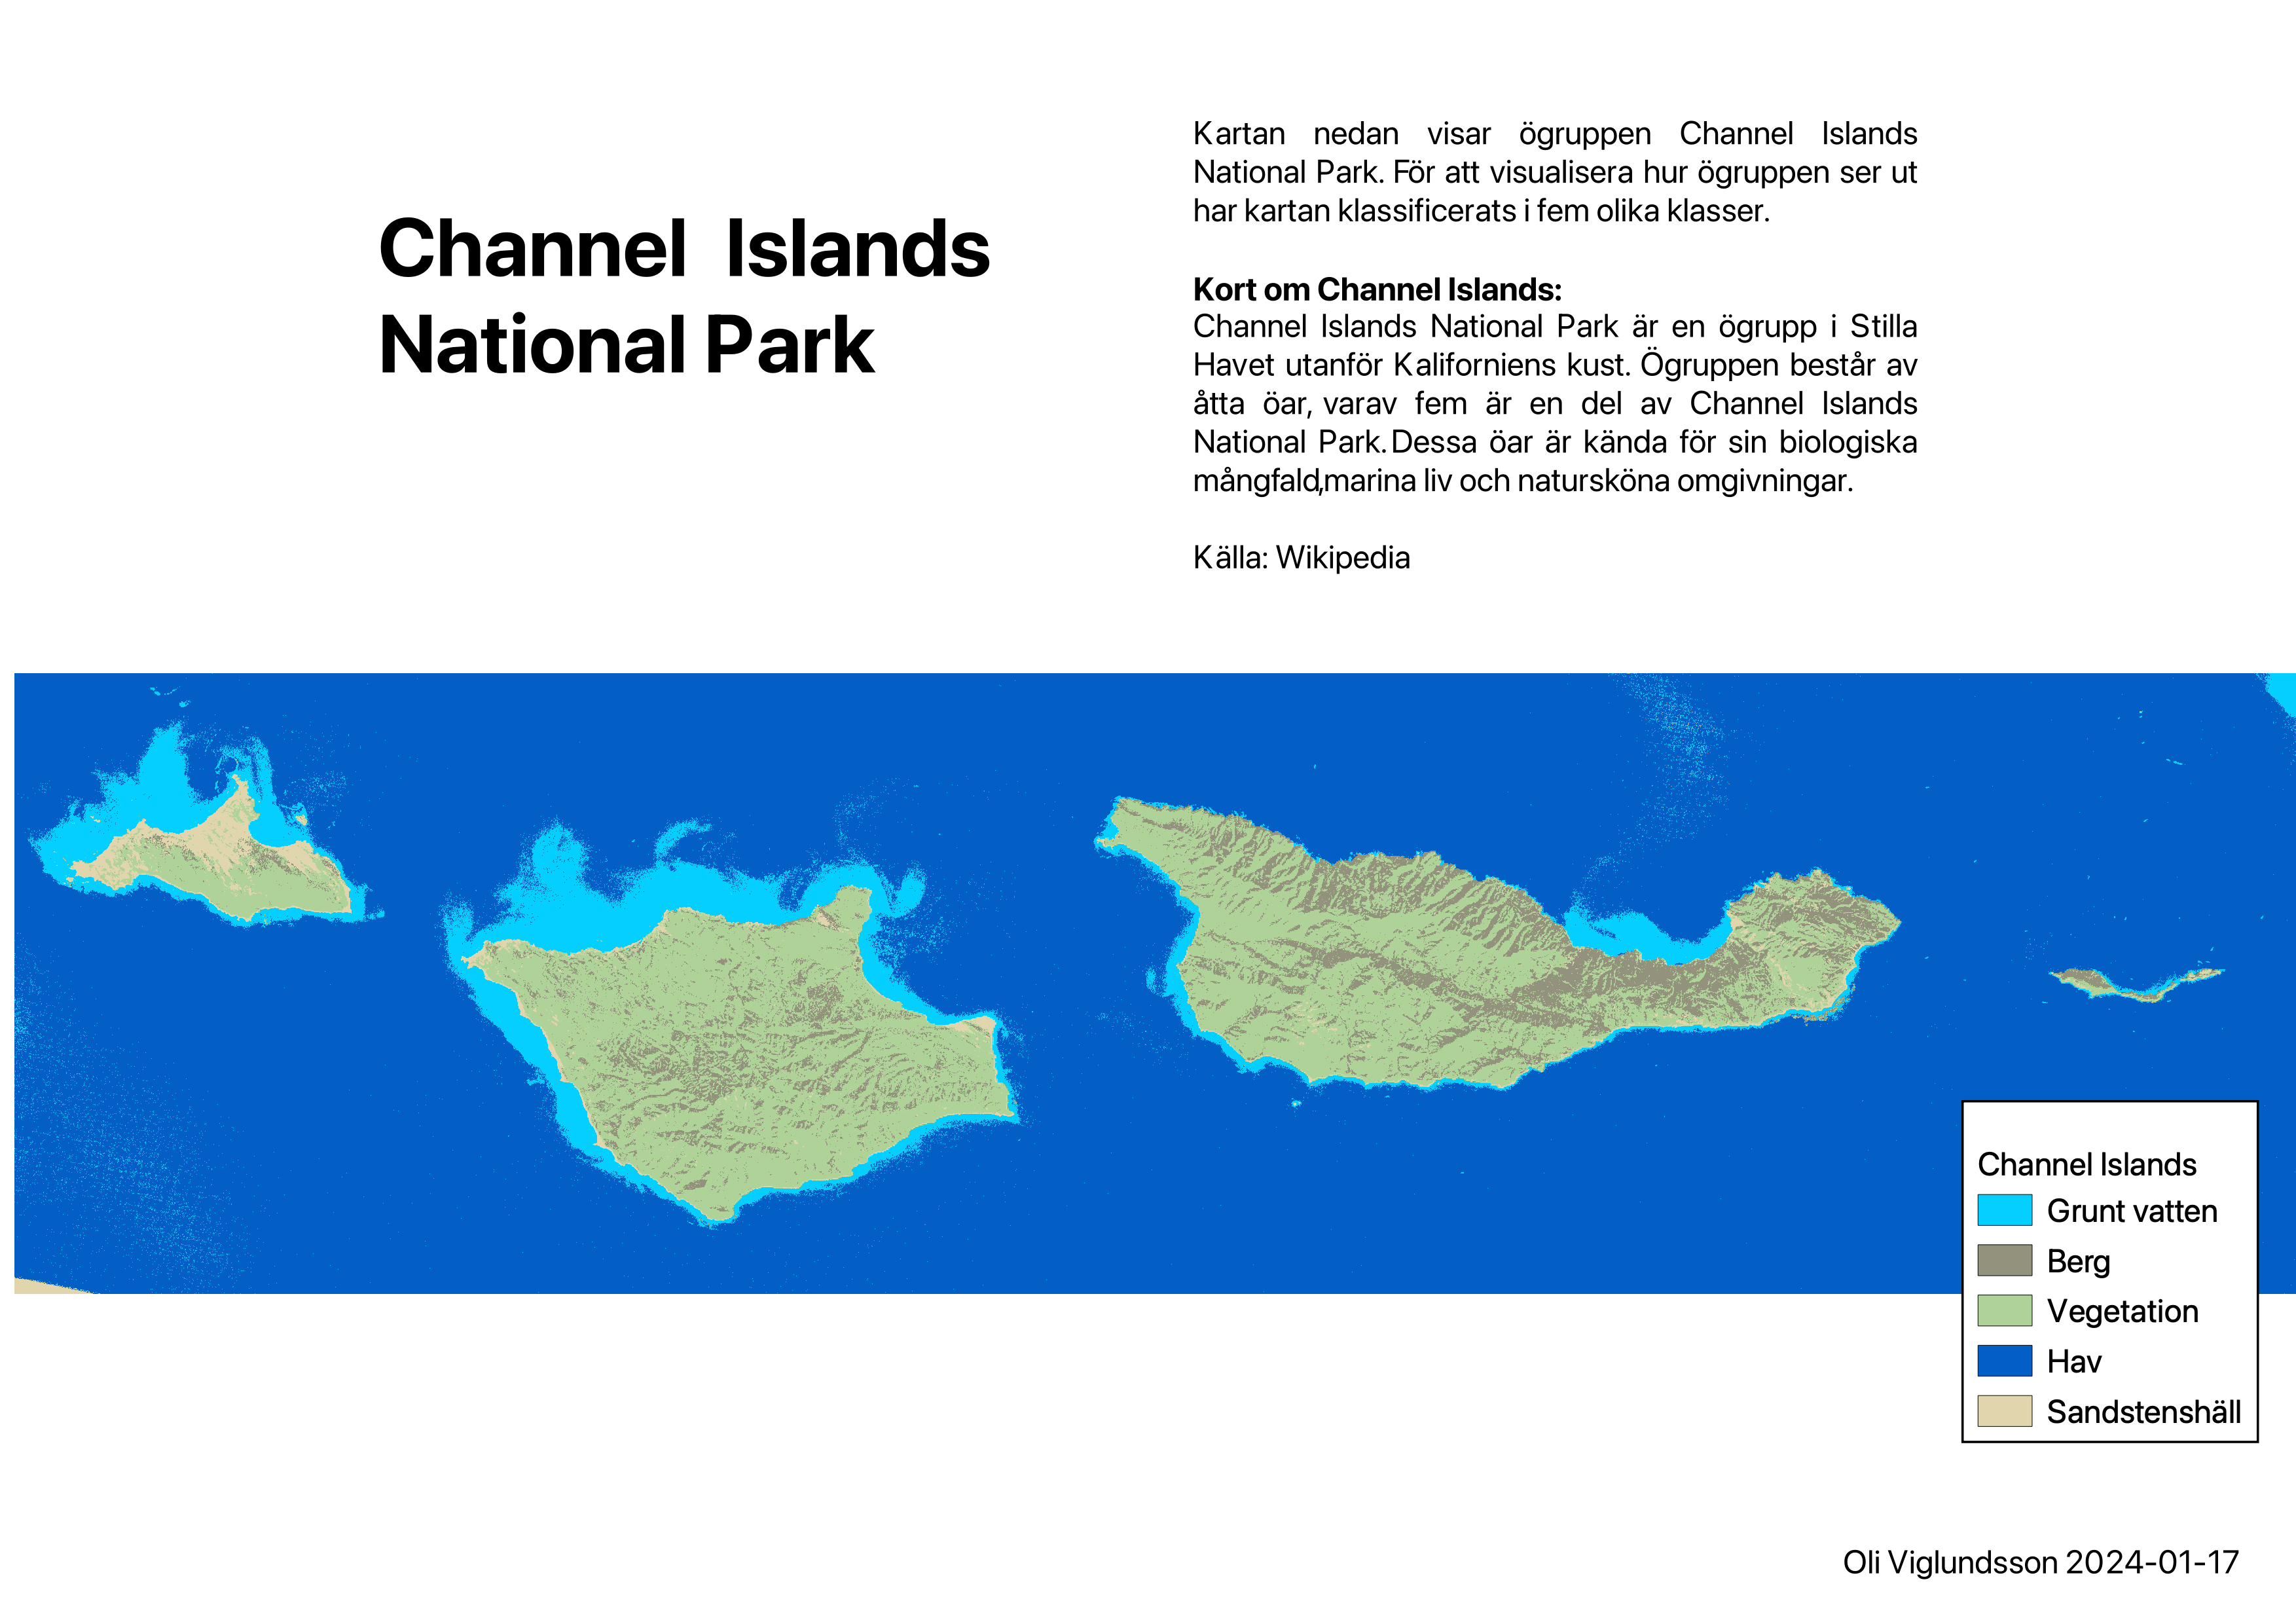 Channel Islands
National Park
Kartan nedan visar ögruppen Channel Islands
National Park. För att visualisera hur ögruppen ser ut
har kartan klassificerats i fem olika klasser.
Kort om Channel Islands:
Channel Islands National Park är en ögrupp i Stilla
Havet utanför Kaliforniens kust. Ögruppen består av
åtta öar, varav fem är en del av Channel Islands
National Park. Dessa öar är kända för sin biologiska
mångfald,marina liv och natursköna omgivningar.
Källa: Wikipedia
Channel Islands
Grunt vatten
Berg
Vegetation
Hav
Sandstenshäll
Oli Viglundsson 2024-01-17